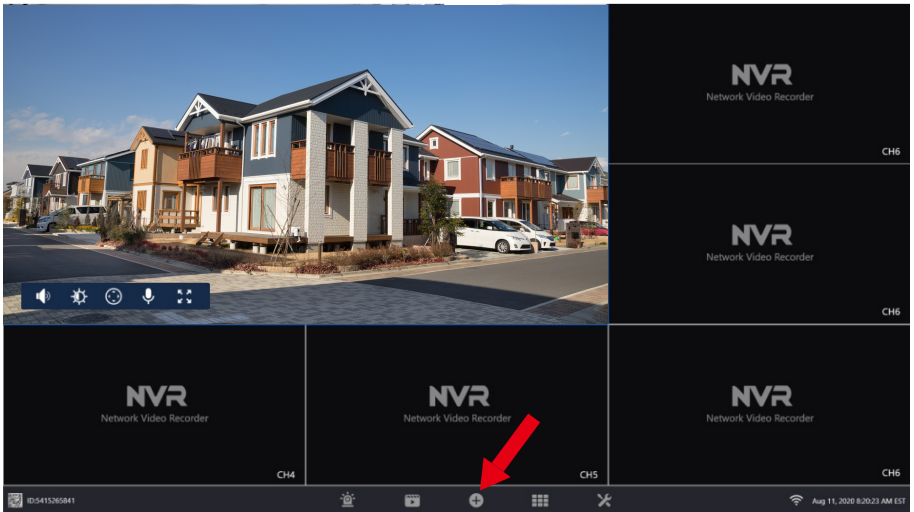 NVR
Network Video Recorder
CH6
NVR
Network Video Recorder
CH6
NVR
Network Video Recorder
CH4
NVR
Network Video Recorder
CH5
NVR
Network Video Recorder
CH6
ID:5415265841
Aug 11, 2020 8:20:23 AM EST